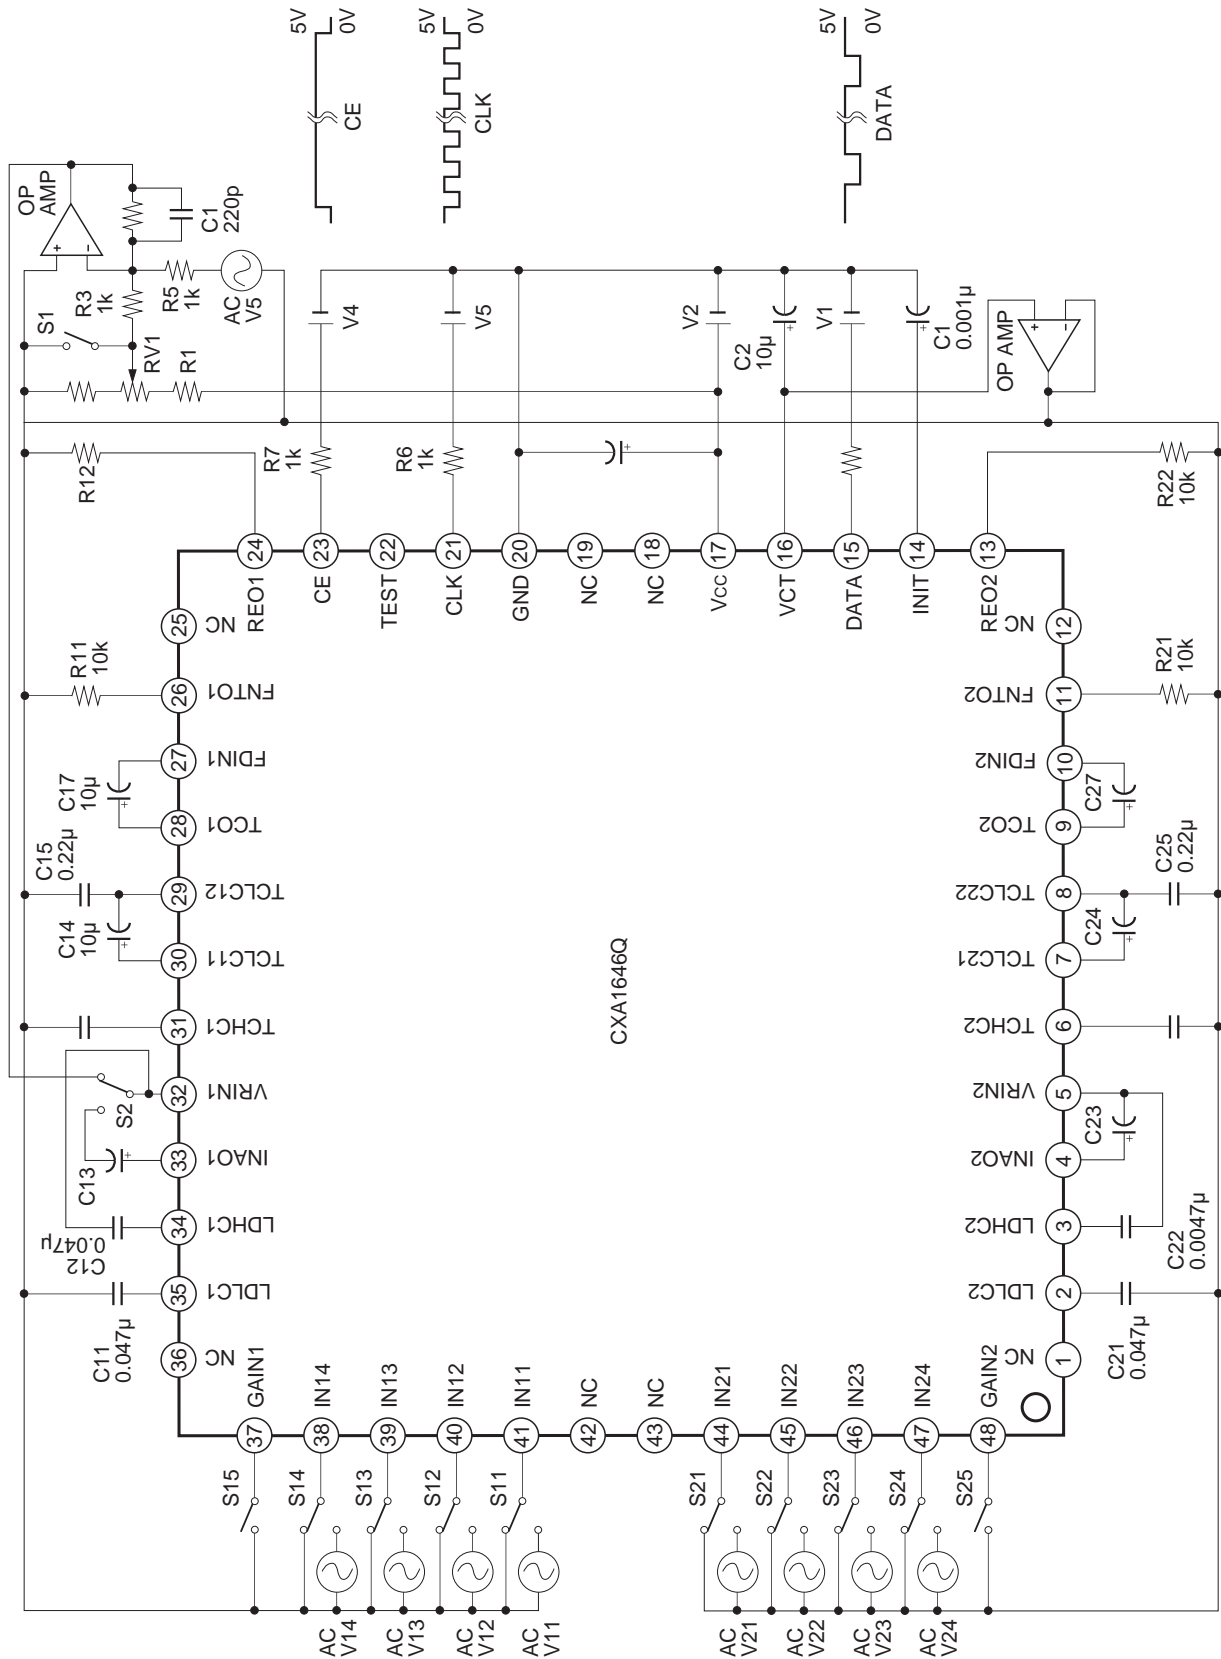 5V
0V
CE
5V
0V
CLK
5V
0V
DATA
OP
AMP
+
−
C1
220p
R3
1k
R5
1k
AC
V5
S1
RV1
R1
R12
R7
1k
V4
R6
1k
V5
V2
C2
10µ
+
V1
C1
0.001µ
+
+
OP AMP
+
−
R22
10k
24
REO1
23
CE
22
TEST
21
CLK
20
GND
19
NC
18
NC
17
Vcc
16
VCT
15
DATA
14
INIT
13
REO2
25
NC
R11
10k
26
FNTO1
27
FDIN1
C17
10µ
+
28
TCO1
C15
0.22µ
29
TCLC12
C14
10µ
+
30
TCLC11
31
TCHC1
32
VRIN1
S2
33
INAO1
C13
+
34
LDHC1
C12
0.047µ
35
LDLC1
C11
0.047µ
36
NC
12
NC
R21
10k
11
FNTO2
10
FDIN2
C27
+
9
TCO2
C25
0.22µ
8
TCLC22
C24
+
7
TCLC21
6
TCHC2
5
VRIN2
C23
+
4
INAO2
3
LDHC2
C22
0.0047µ
2
LDLC2
C21
0.047µ
1
NC
CXA1646Q
37
GAIN1
38
IN14
39
IN13
40
IN12
41
IN11
42
NC
43
NC
44
IN21
45
IN22
46
IN23
47
IN24
48
GAIN2
S15
S14
S13
S12
S11
S21
S22
S23
S24
S25
AC
V14
AC
V13
AC
V12
AC
V11
AC
V21
AC
V22
AC
V23
AC
V24